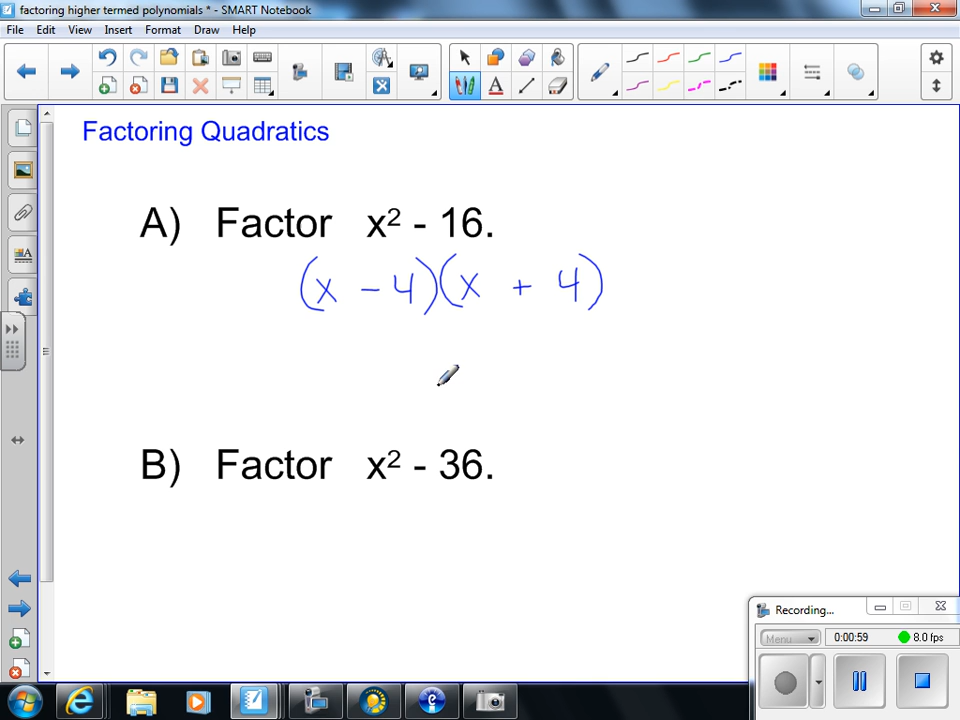 factoring higher termed polynomials * - SMART Notebook
File Edit View Insert Format Draw Help
Factoring Quadratics
A) Factor x² - 16.
(x - 4)(x + 4)
B) Factor x² - 36.
Recording...
Menu 0:00:59 8.0 fps